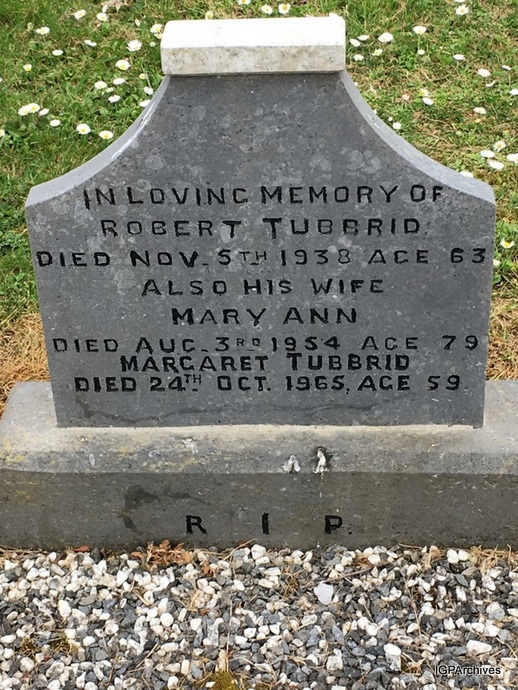 IN LOVING MEMORY OF
ROBERT TUBBRID.
DIED NOV. 5TH 1938 AGE 63
ALSO HIS WIFE
MARY ANN
DIED AUG. 3RD 1954 AGE 79
MARGARET TUBBRID
DIED 24TH OCT. 1965, AGE 59.
R I P.
IGPArchives